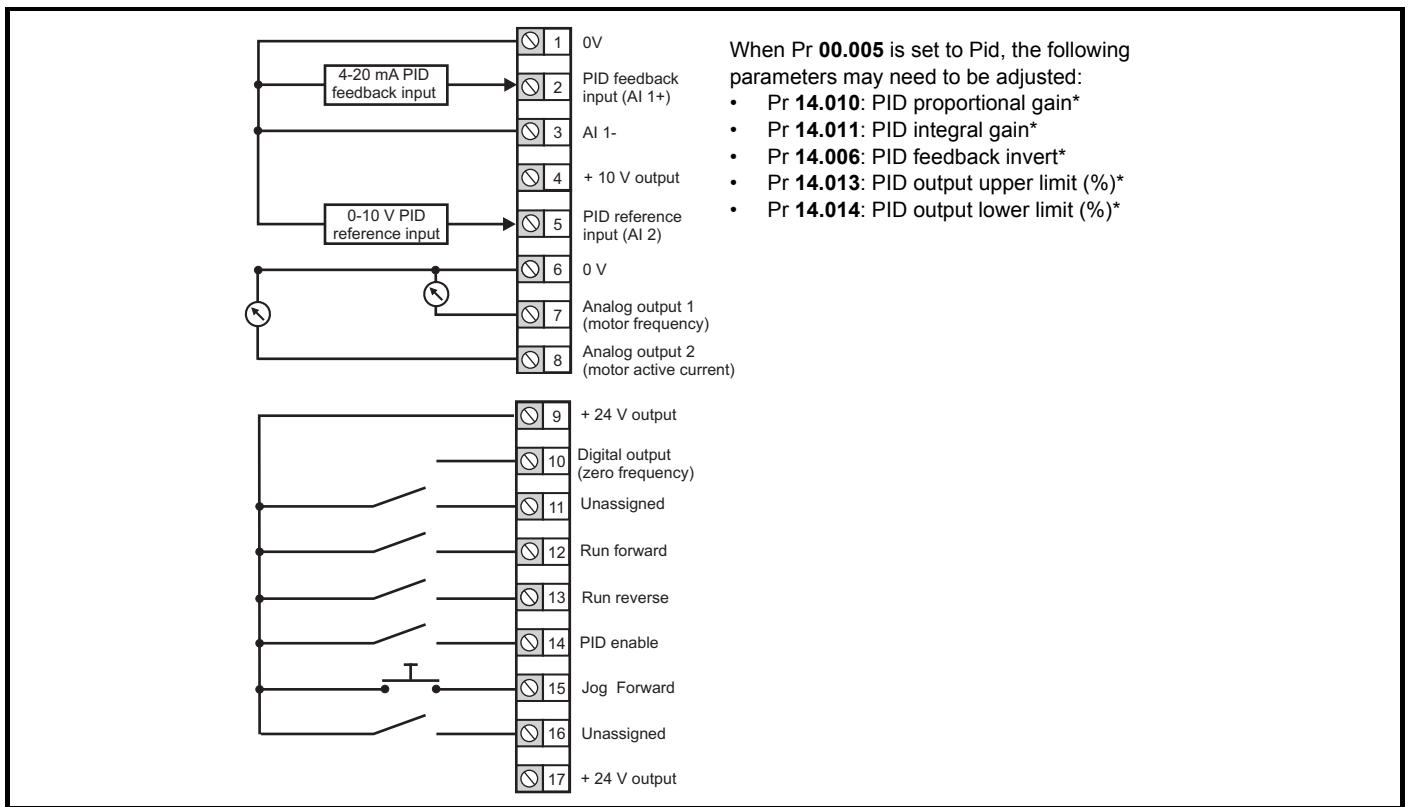 1 0V
4-20 mA PID
feedback input
2 PID feedback
input (AI 1+)
3 AI 1-
4 + 10 V output
0-10 V PID
reference input
5 PID reference
input (AI 2)
6 0 V
7 Analog output 1
(motor frequency)
8 Analog output 2
(motor active current)
9 + 24 V output
10 Digital output
(zero frequency)
11 Unassigned
12 Run forward
13 Run reverse
14 PID enable
15 Jog Forward
16 Unassigned
17 + 24 V output
When Pr 00.005 is set to Pid, the following
parameters may need to be adjusted:
• Pr 14.010: PID proportional gain*
• Pr 14.011: PID integral gain*
• Pr 14.006: PID feedback invert*
• Pr 14.013: PID output upper limit (%)*
• Pr 14.014: PID output lower limit (%)*